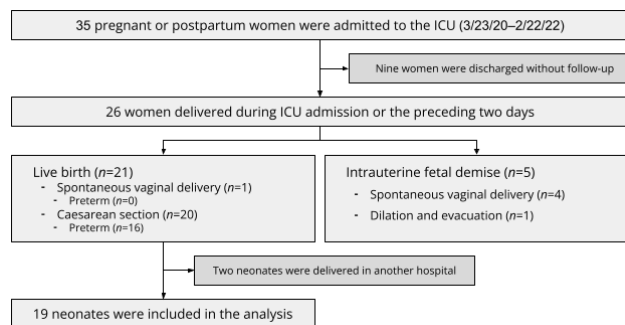 35 pregnant or postpartum women were admitted to the ICU (3/23/20–2/22/22)
Nine women were discharged without follow-up
26 women delivered during ICU admission or the preceding two days
Live birth (n=21)
- Spontaneous vaginal delivery (n=1)
- Preterm (n=0)
- Caesarean section (n=20)
- Preterm (n=16)
Intrauterine fetal demise (n=5)
- Spontaneous vaginal delivery (n=4)
- Dilation and evacuation (n=1)
Two neonates were delivered in another hospital
19 neonates were included in the analysis